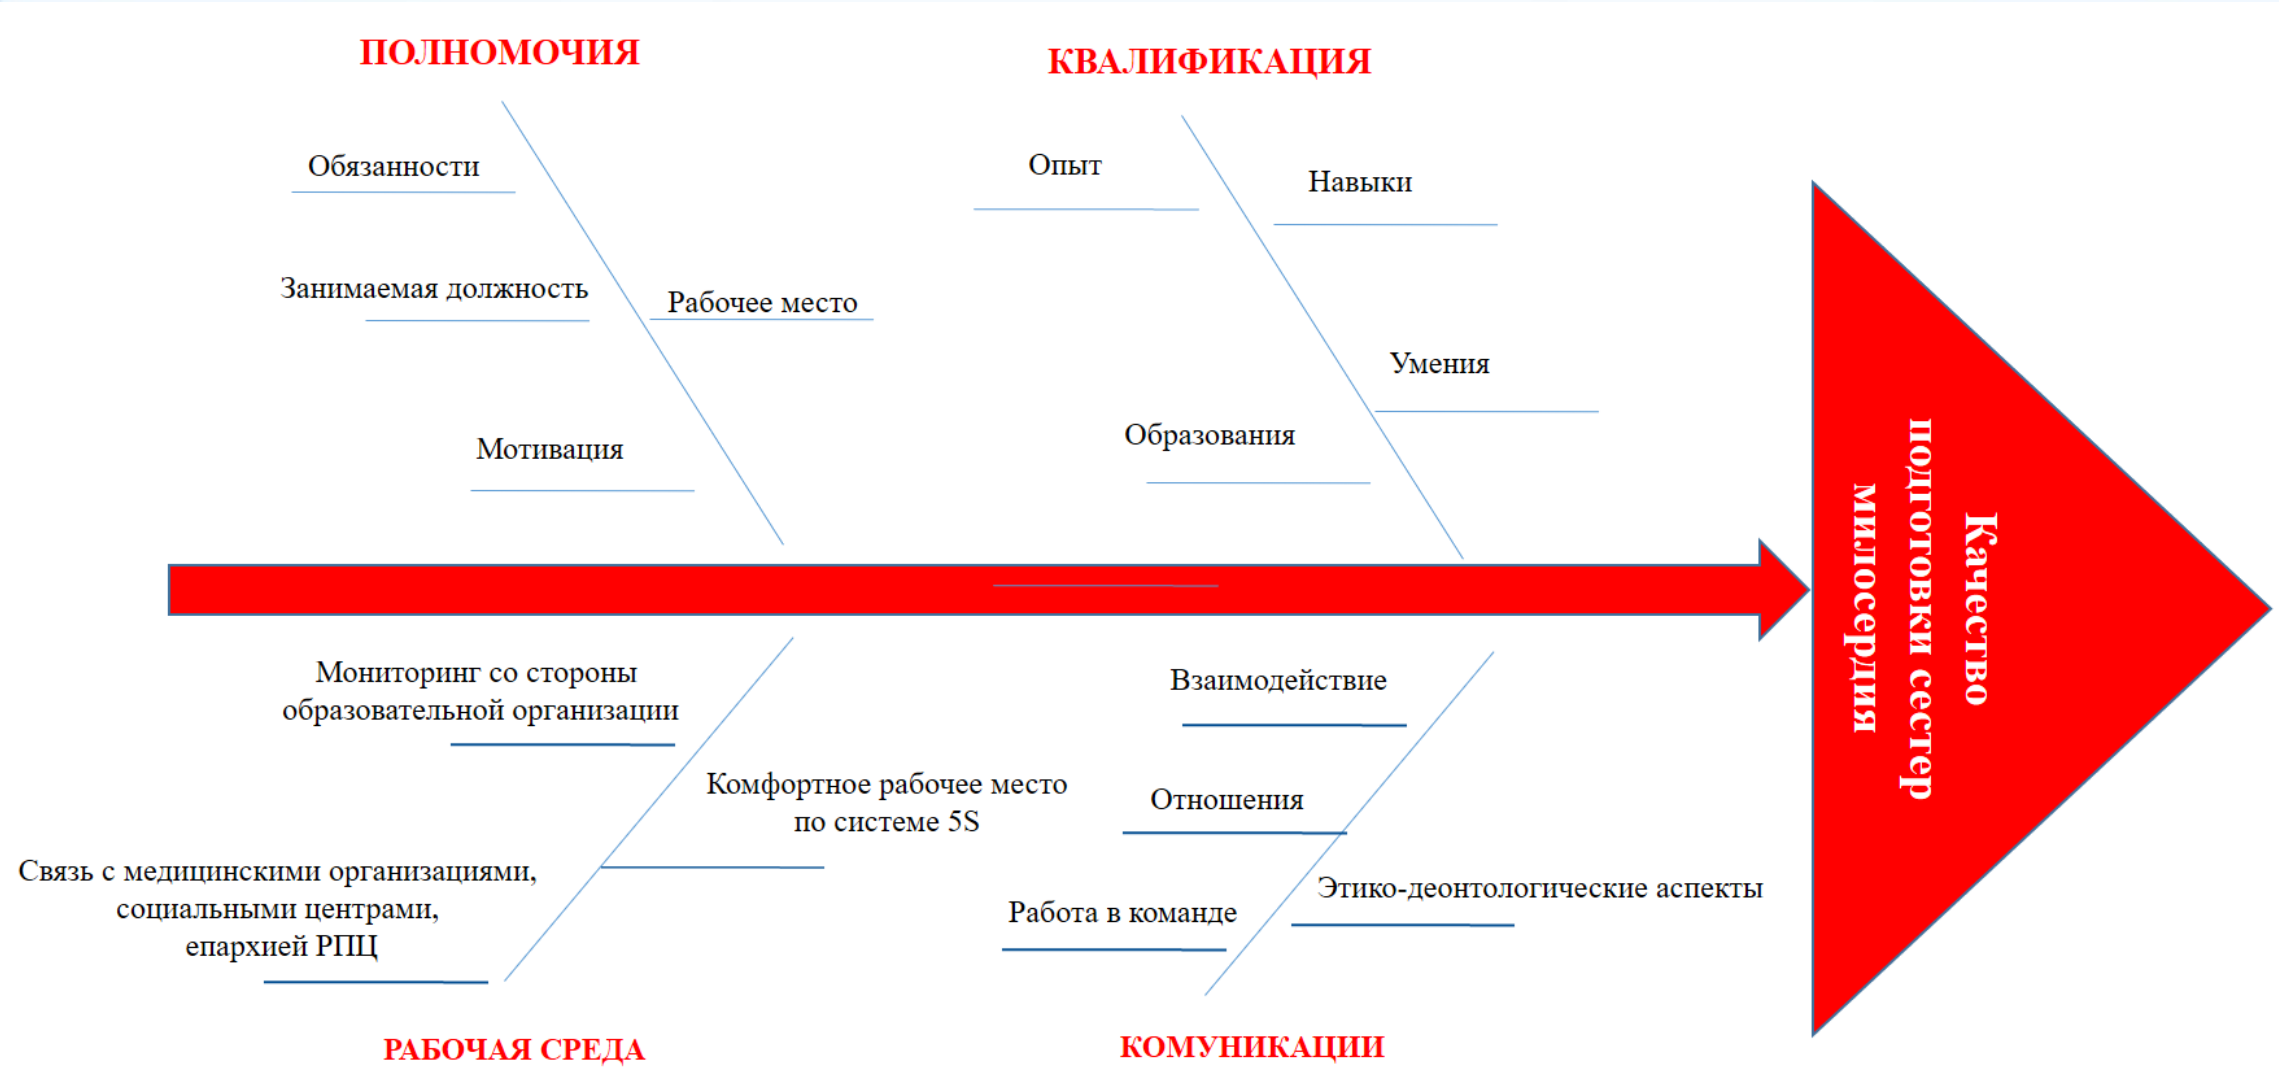 ПОЛНОМОЧИЯ
КВАЛИФИКАЦИЯ
Обязанности
Занимаемая должность
Рабочее место
Мотивация
Опыт
Навыки
Умения
Образования
Мониторинг со стороны
образовательной организации
Комфортное рабочее место
по системе 5S
Связь с медицинскими организациями,
социальными центрами,
епархией РПЦ
Взаимодействие
Отношения
Работа в команде
Этико-деонтологические аспекты
РАБОЧАЯ СРЕДА
КОМУНИКАЦИИ
Качество
подготовки сестер
милосердия